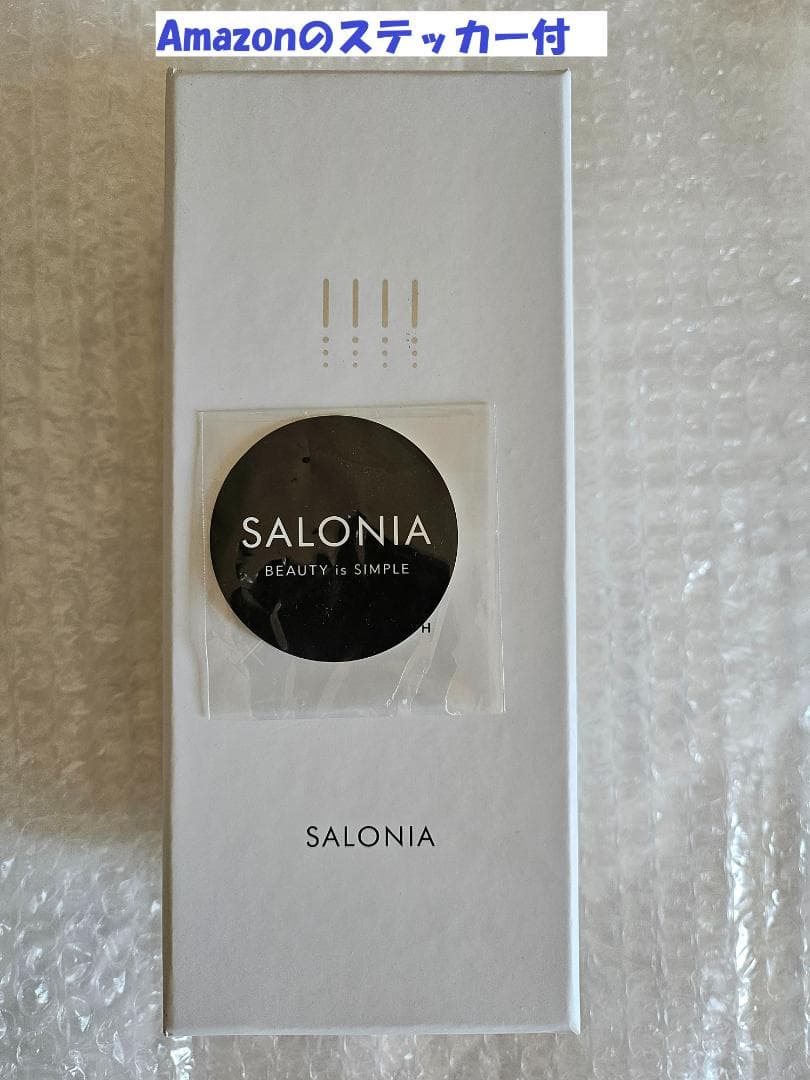 Amazonのステッカー付
SALONIA
BEAUTY is SIMPLE
H
SALONIA